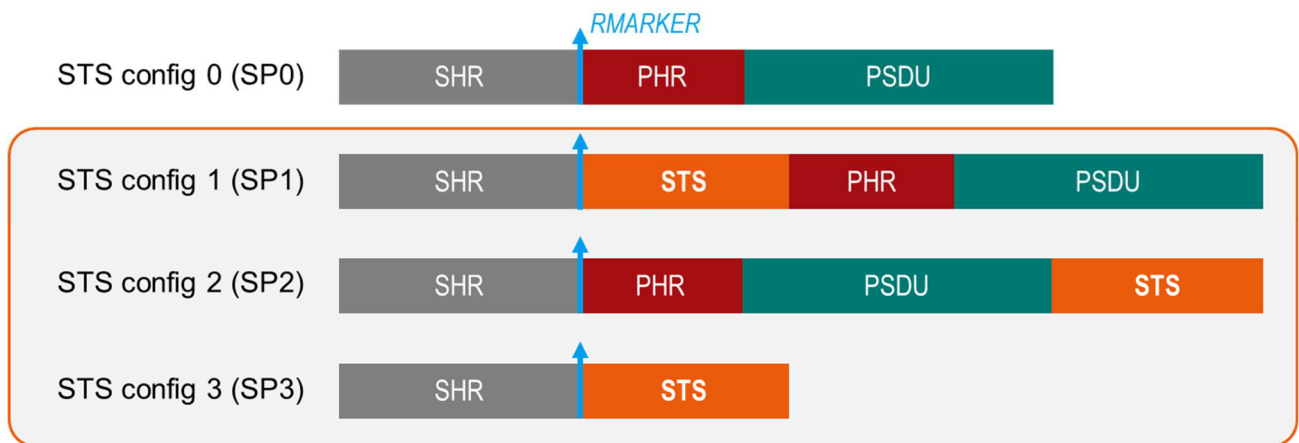 RMARKER
STS config 0 (SP0) SHR PHR PSDU
STS config 1 (SP1) SHR STS PHR PSDU
STS config 2 (SP2) SHR PHR PSDU STS
STS config 3 (SP3) SHR STS